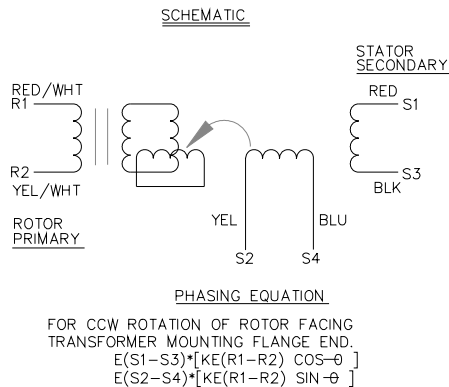 SCHEMATIC
STATOR
SECONDARY
RED/WHT
R1
RED
S1
R2
YEL/WHT
S3
BLK
ROTOR
PRIMARY
YEL
BLU
S2
S4
PHASING EQUATION
FOR CCW ROTATION OF ROTOR FACING
TRANSFORMER MOUNTING FLANGE END.
E(S1-S3)*[KE(R1-R2) COS-θ ]
E(S2-S4)*[KE(R1-R2) SIN-θ ]